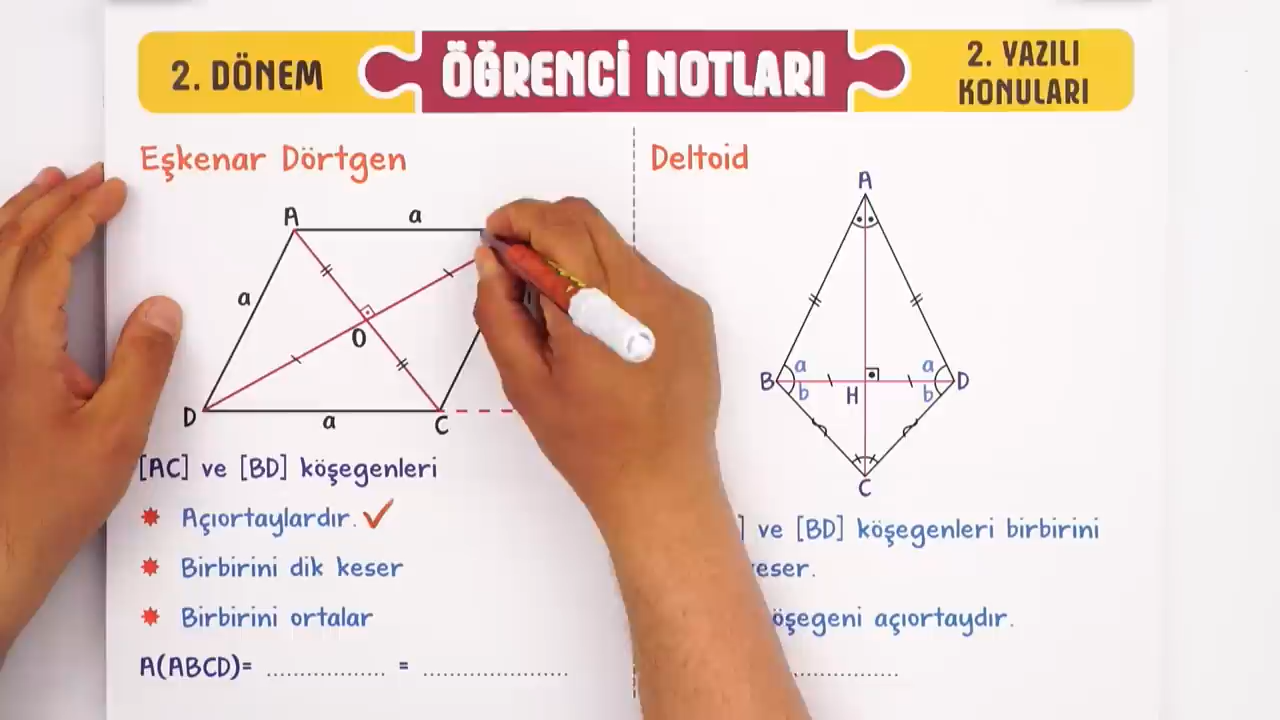 2. DÖNEM
ÖĞRENCİ NOTLARI
2. YAZILI
KONULARI
Eşkenar Dörtgen
A
a
a
O
D
a
C
[AC] ve [BD] köşegenleri
Açıortaylardır.
Birbirini dik keser
Birbirini ortalar
A(ABCD)= .................. = ......................
Deltoid
A
a
a
B
D
b
H
b
C
] ve [BD] köşegenleri birbirini
eser.
öşegeni açıortaydır.